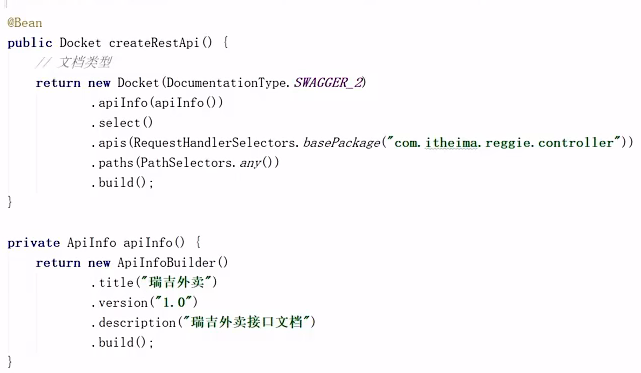 @Bean
public Docket createRestApi() {
// 文档类型
return new Docket(DocumentationType.SWAGGER_2)
.apiInfo(apiInfo())
.select()
.apis(RequestHandlerSelectors.basePackage("com.itheima.reggie.controller"))
.paths(PathSelectors.any())
.build();
}
private ApiInfo apiInfo() {
return new ApiInfoBuilder()
.title("瑞吉外卖")
.version("1.0")
.description("瑞吉外卖接口文档")
.build();
}